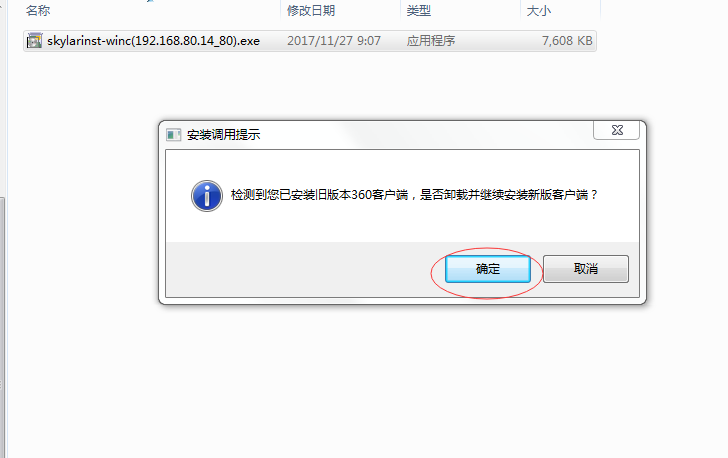 名称 修改日期 类型 大小
skylarinst-winc(192.168.80.14_80).exe 2017/11/27 9:07 应用程序 7,608 KB
安装调用提示
检测到您已安装旧版本360客户端，是否卸载并继续安装新版客户端？
确定 取消